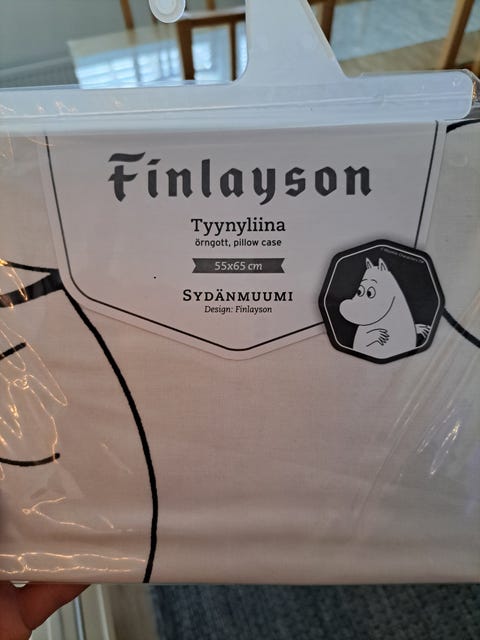 Finlayson
Tyynyliina
örngott, pillow case
55x65 cm
SYDÄNMUUMI
Design: Finlayson